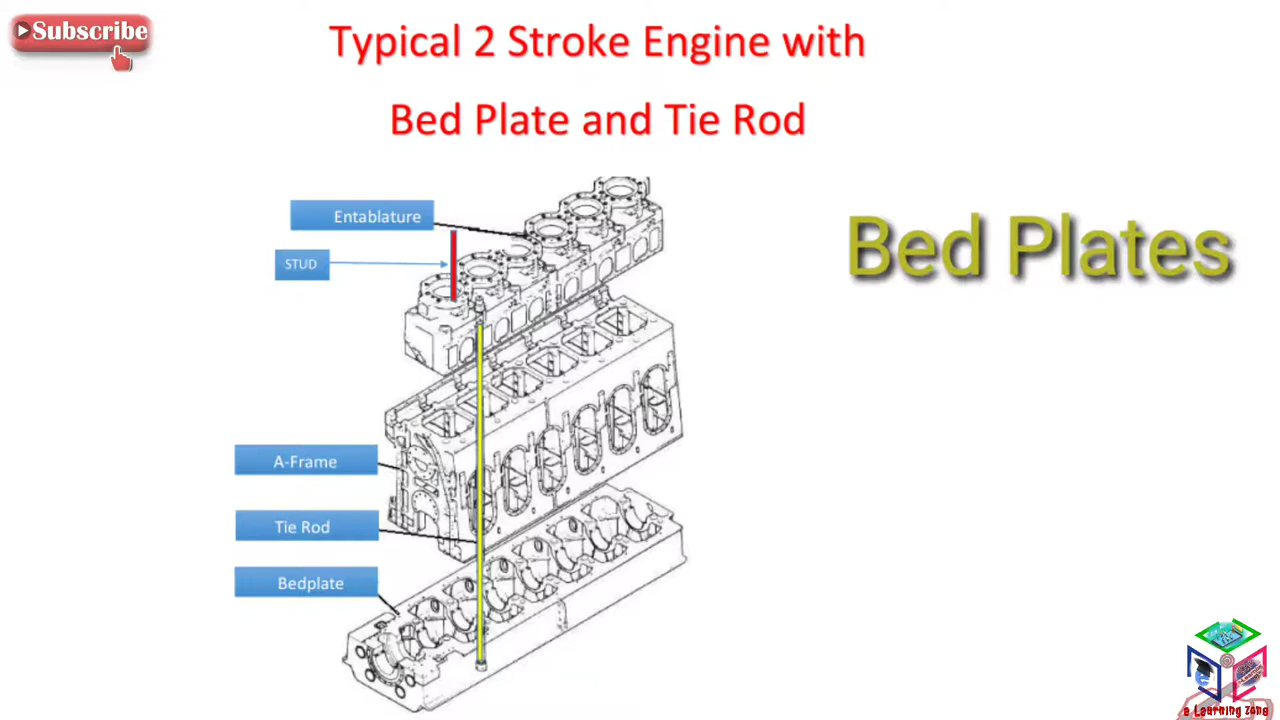 Subscribe
Typical 2 Stroke Engine with
Bed Plate and Tie Rod
Entablature
STUD
Bed Plates
A-Frame
Tie Rod
Bedplate
e Learning Zone